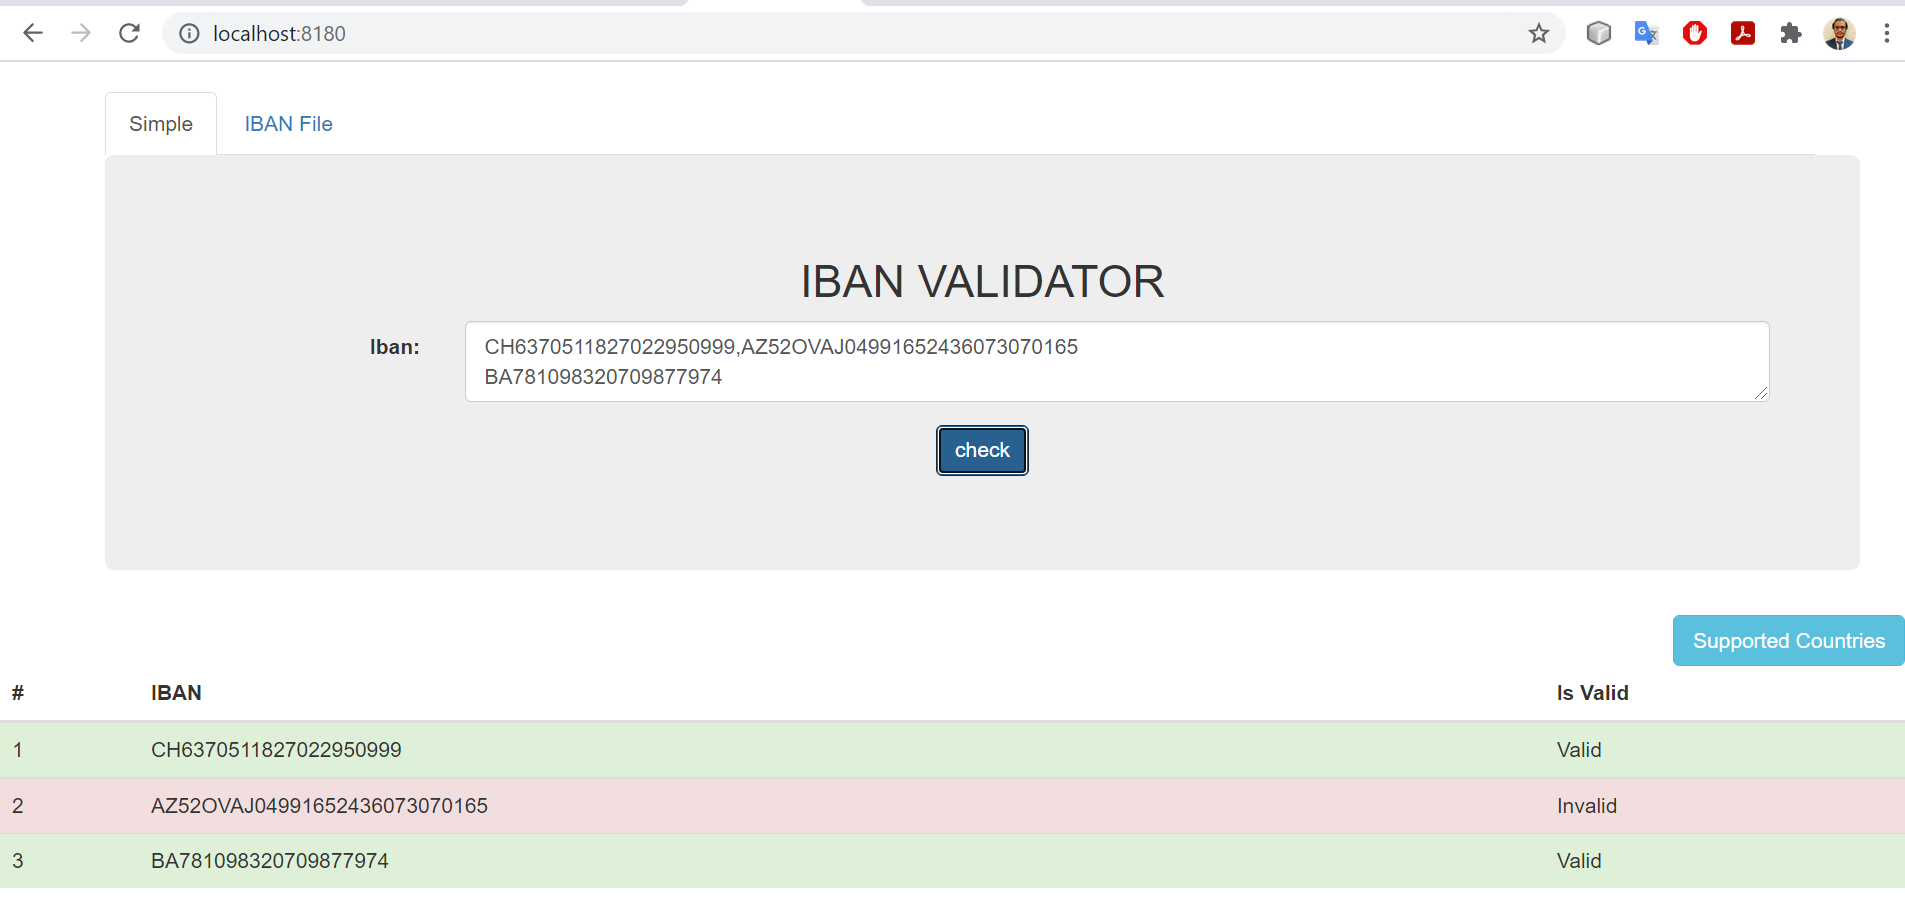 localhost:8180
Simple IBAN File
IBAN VALIDATOR
Iban: CH6370511827022950999,AZ52OVAJ04991652436073070165
BA781098320709877974
check
Supported Countries
# IBAN Is Valid
1 CH6370511827022950999 Valid
2 AZ52OVAJ04991652436073070165 Invalid
3 BA781098320709877974 Valid